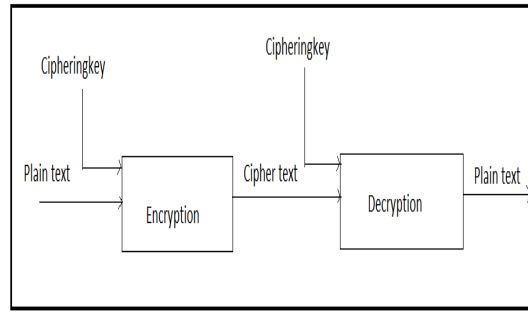 Cipheringkey
Cipheringkey
Plain text
Cipher text
Plain text
Encryption
Decryption